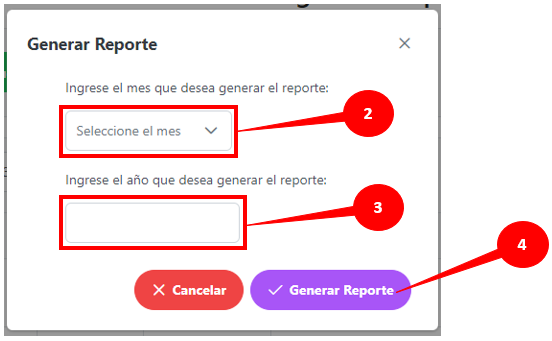 Generar Reporte
Ingrese el mes que desea generar el reporte:
Seleccione el mes
2
Ingrese el año que desea generar el reporte:
3
4
Cancelar
Generar Reporte